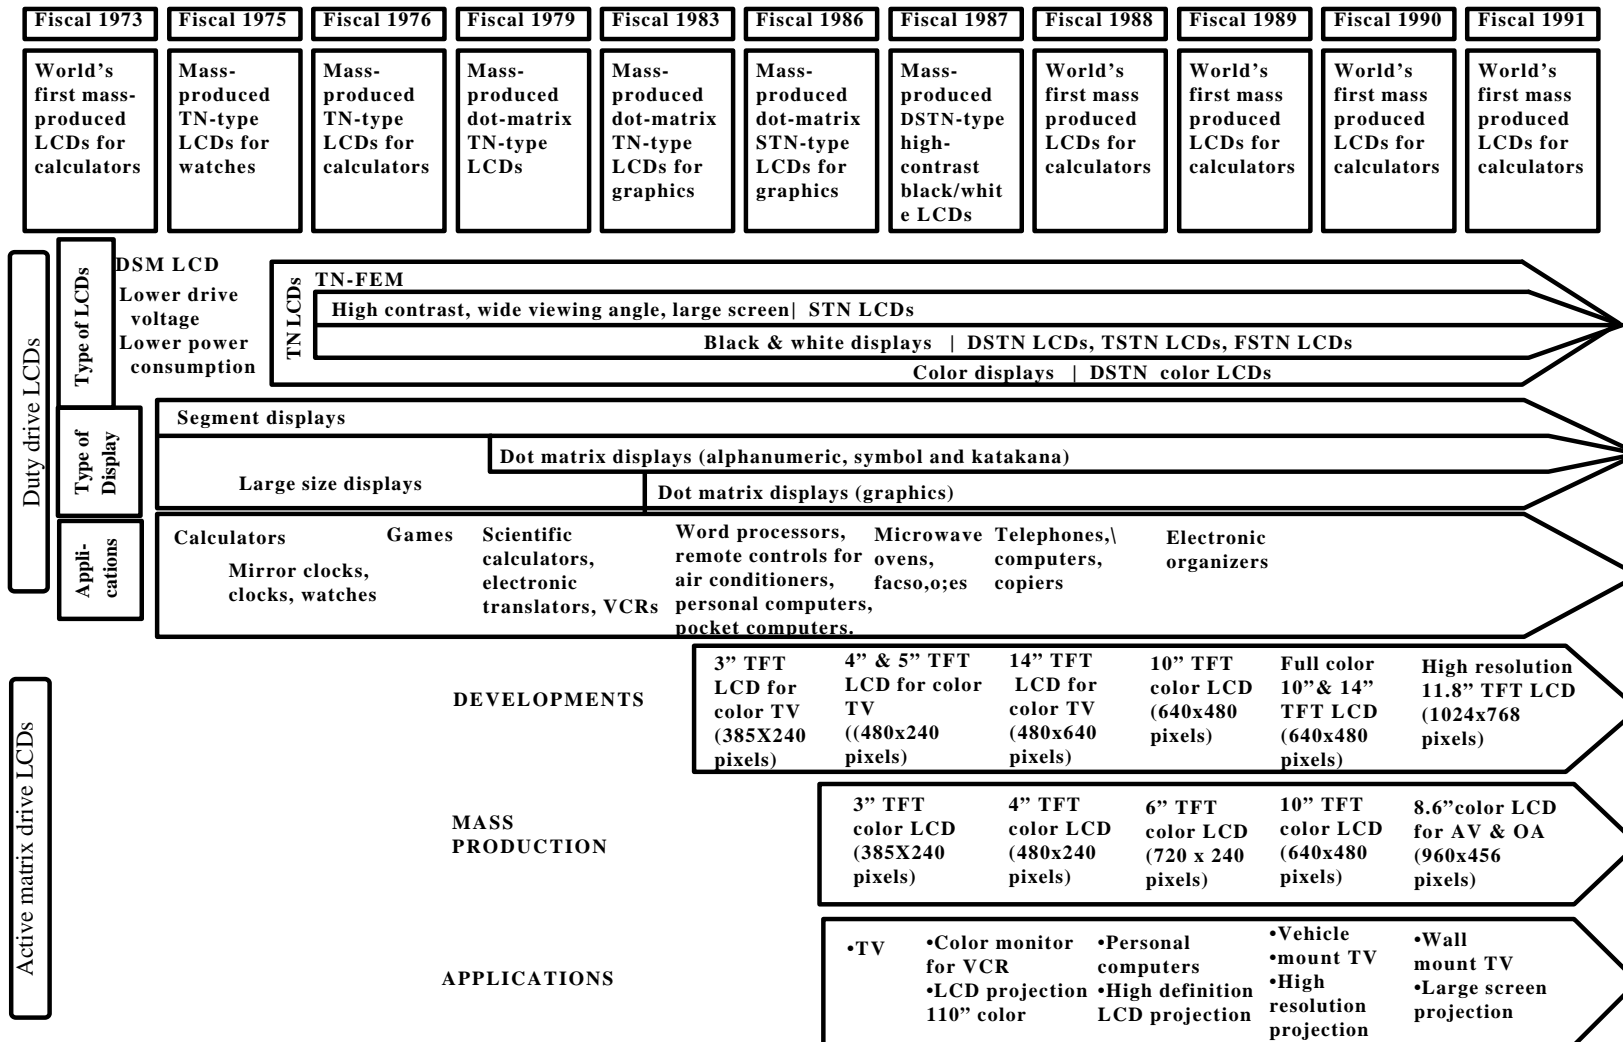 Fiscal 1973
Fiscal 1975
Fiscal 1976
Fiscal 1979
Fiscal 1983
Fiscal 1986
Fiscal 1987
Fiscal 1988
Fiscal 1989
Fiscal 1990
Fiscal 1991
World’s
first mass-
produced
LCDs for
calculators
Mass-
produced
TN-type
LCDs for
watches
Mass-
produced
TN-type
LCDs for
calculators
Mass-
produced
dot-matrix
TN-type
LCDs
Mass-
produced
dot-matrix
TN-type
LCDs for
graphics
Mass-
produced
dot-matrix
STN-type
LCDs for
graphics
Mass-
produced
DSTN-type
high-
contrast
black/whit
e LCDs
World’s
first mass
produced
LCDs for
calculators
World’s
first mass
produced
LCDs for
calculators
World’s
first mass
produced
LCDs for
calculators
World’s
first mass
produced
LCDs for
calculators
Duty drive LCDs
Type of LCDs
DSM LCD
Lower drive
voltage
Lower power
consumption
TN LCDs
TN-FEM
High contrast, wide viewing angle, large screen| STN LCDs
Black & white displays | DSTN LCDs, TSTN LCDs, FSTN LCDs
Color displays | DSTN color LCDs
Type of
Display
Segment displays
Dot matrix displays (alphanumeric, symbol and katakana)
Large size displays
Dot matrix displays (graphics)
Appli-
cations
Calculators
Mirror clocks,
clocks, watches
Games
Scientific
calculators,
electronic
translators, VCRs
Word processors,
remote controls for
air conditioners,
personal computers,
pocket computers.
Microwave
ovens,
facso,o;es
Telephones,\
computers,
copiers
Electronic
organizers
Active matrix drive LCDs
DEVELOPMENTS
3” TFT
LCD for
color TV
(385X240
pixels)
4” & 5” TFT
LCD for color
TV
((480x240
pixels)
14” TFT
LCD for
color TV
(480x640
pixels)
10” TFT
color LCD
(640x480
pixels)
Full color
10”& 14”
TFT LCD
(640x480
pixels)
High resolution
11.8” TFT LCD
(1024x768
pixels)
MASS
PRODUCTION
3” TFT
color LCD
(385X240
pixels)
4” TFT
color LCD
(480x240
pixels)
6” TFT
color LCD
(720 x 240
pixels)
10” TFT
color LCD
(640x480
pixels)
8.6”color LCD
for AV & OA
(960x456
pixels)
APPLICATIONS
•TV
•Color monitor
for VCR
•LCD projection
110” color
•Personal
computers
•High definition
LCD projection
•Vehicle
•mount TV
•High
resolution
projection
•Wall
mount TV
•Large screen
projection